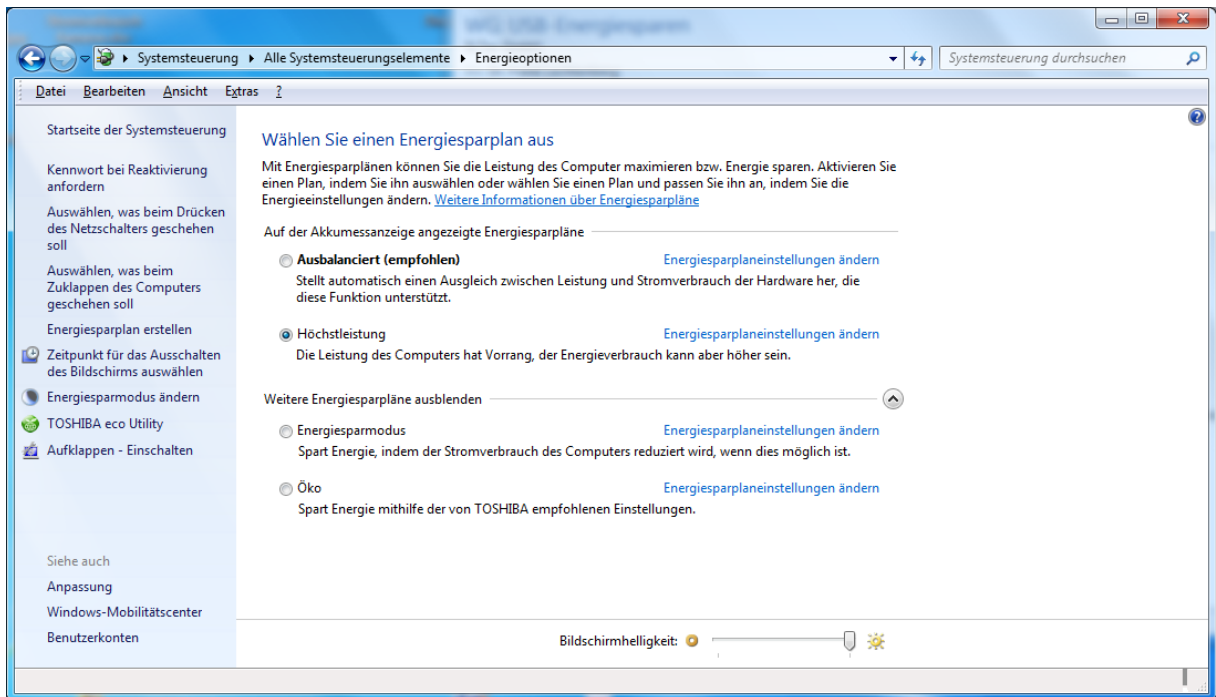 WG USB-Energiesparen
Systemsteuerung Alle Systemsteuerungselemente Energieoptionen
Systemsteuerung durchsuchen
Datei Bearbeiten Ansicht Extras ?
Startseite der Systemsteuerung
Kennwort bei Reaktivierung
anfordern
Auswählen, was beim Drücken
des Netzschalters geschehen
soll
Auswählen, was beim
Zuklappen des Computers
geschehen soll
Energiesparplan erstellen
Zeitpunkt für das Ausschalten
des Bildschirms auswählen
Energiesparmodus ändern
TOSHIBA eco Utility
Aufklappen - Einschalten
Siehe auch
Anpassung
Windows-Mobilitätscenter
Benutzerkonten
Wählen Sie einen Energiesparplan aus
Mit Energiesparplänen können Sie die Leistung des Computer maximieren bzw. Energie sparen. Aktivieren Sie
einen Plan, indem Sie ihn auswählen oder wählen Sie einen Plan und passen Sie ihn an, indem Sie die
Energieeinstellungen ändern. Weitere Informationen über Energiesparpläne
Auf der Akkumessanzeige angezeigte Energiesparpläne
Ausbalanciert (empfohlen) Energiesparplaneinstellungen ändern
Stellt automatisch einen Ausgleich zwischen Leistung und Stromverbrauch der Hardware her, die
diese Funktion unterstützt.
Höchstleistung Energiesparplaneinstellungen ändern
Die Leistung des Computers hat Vorrang, der Energieverbrauch kann aber höher sein.
Weitere Energiesparpläne ausblenden
Energiesparmodus Energiesparplaneinstellungen ändern
Spart Energie, indem der Stromverbrauch des Computers reduziert wird, wenn dies möglich ist.
Öko Energiesparplaneinstellungen ändern
Spart Energie mithilfe der von TOSHIBA empfohlenen Einstellungen.
Bildschirmhelligkeit: